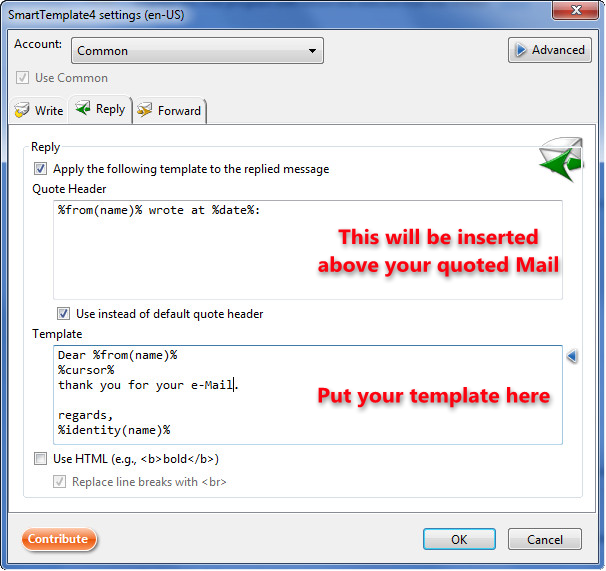 SmartTemplate4 settings (en-US)
Account: Common Advanced
Use Common
Write Reply Forward
Reply
Apply the following template to the replied message
Quote Header
%from(name)% wrote at %date%:
This will be inserted
above your quoted Mail
Use instead of default quote header
Template
Dear %from(name)%
%cursor%
thank you for your e-Mail.
Put your template here
regards,
%identity(name)%
Use HTML (e.g., <b>bold</b>)
Replace line breaks with <br>
Contribute OK Cancel